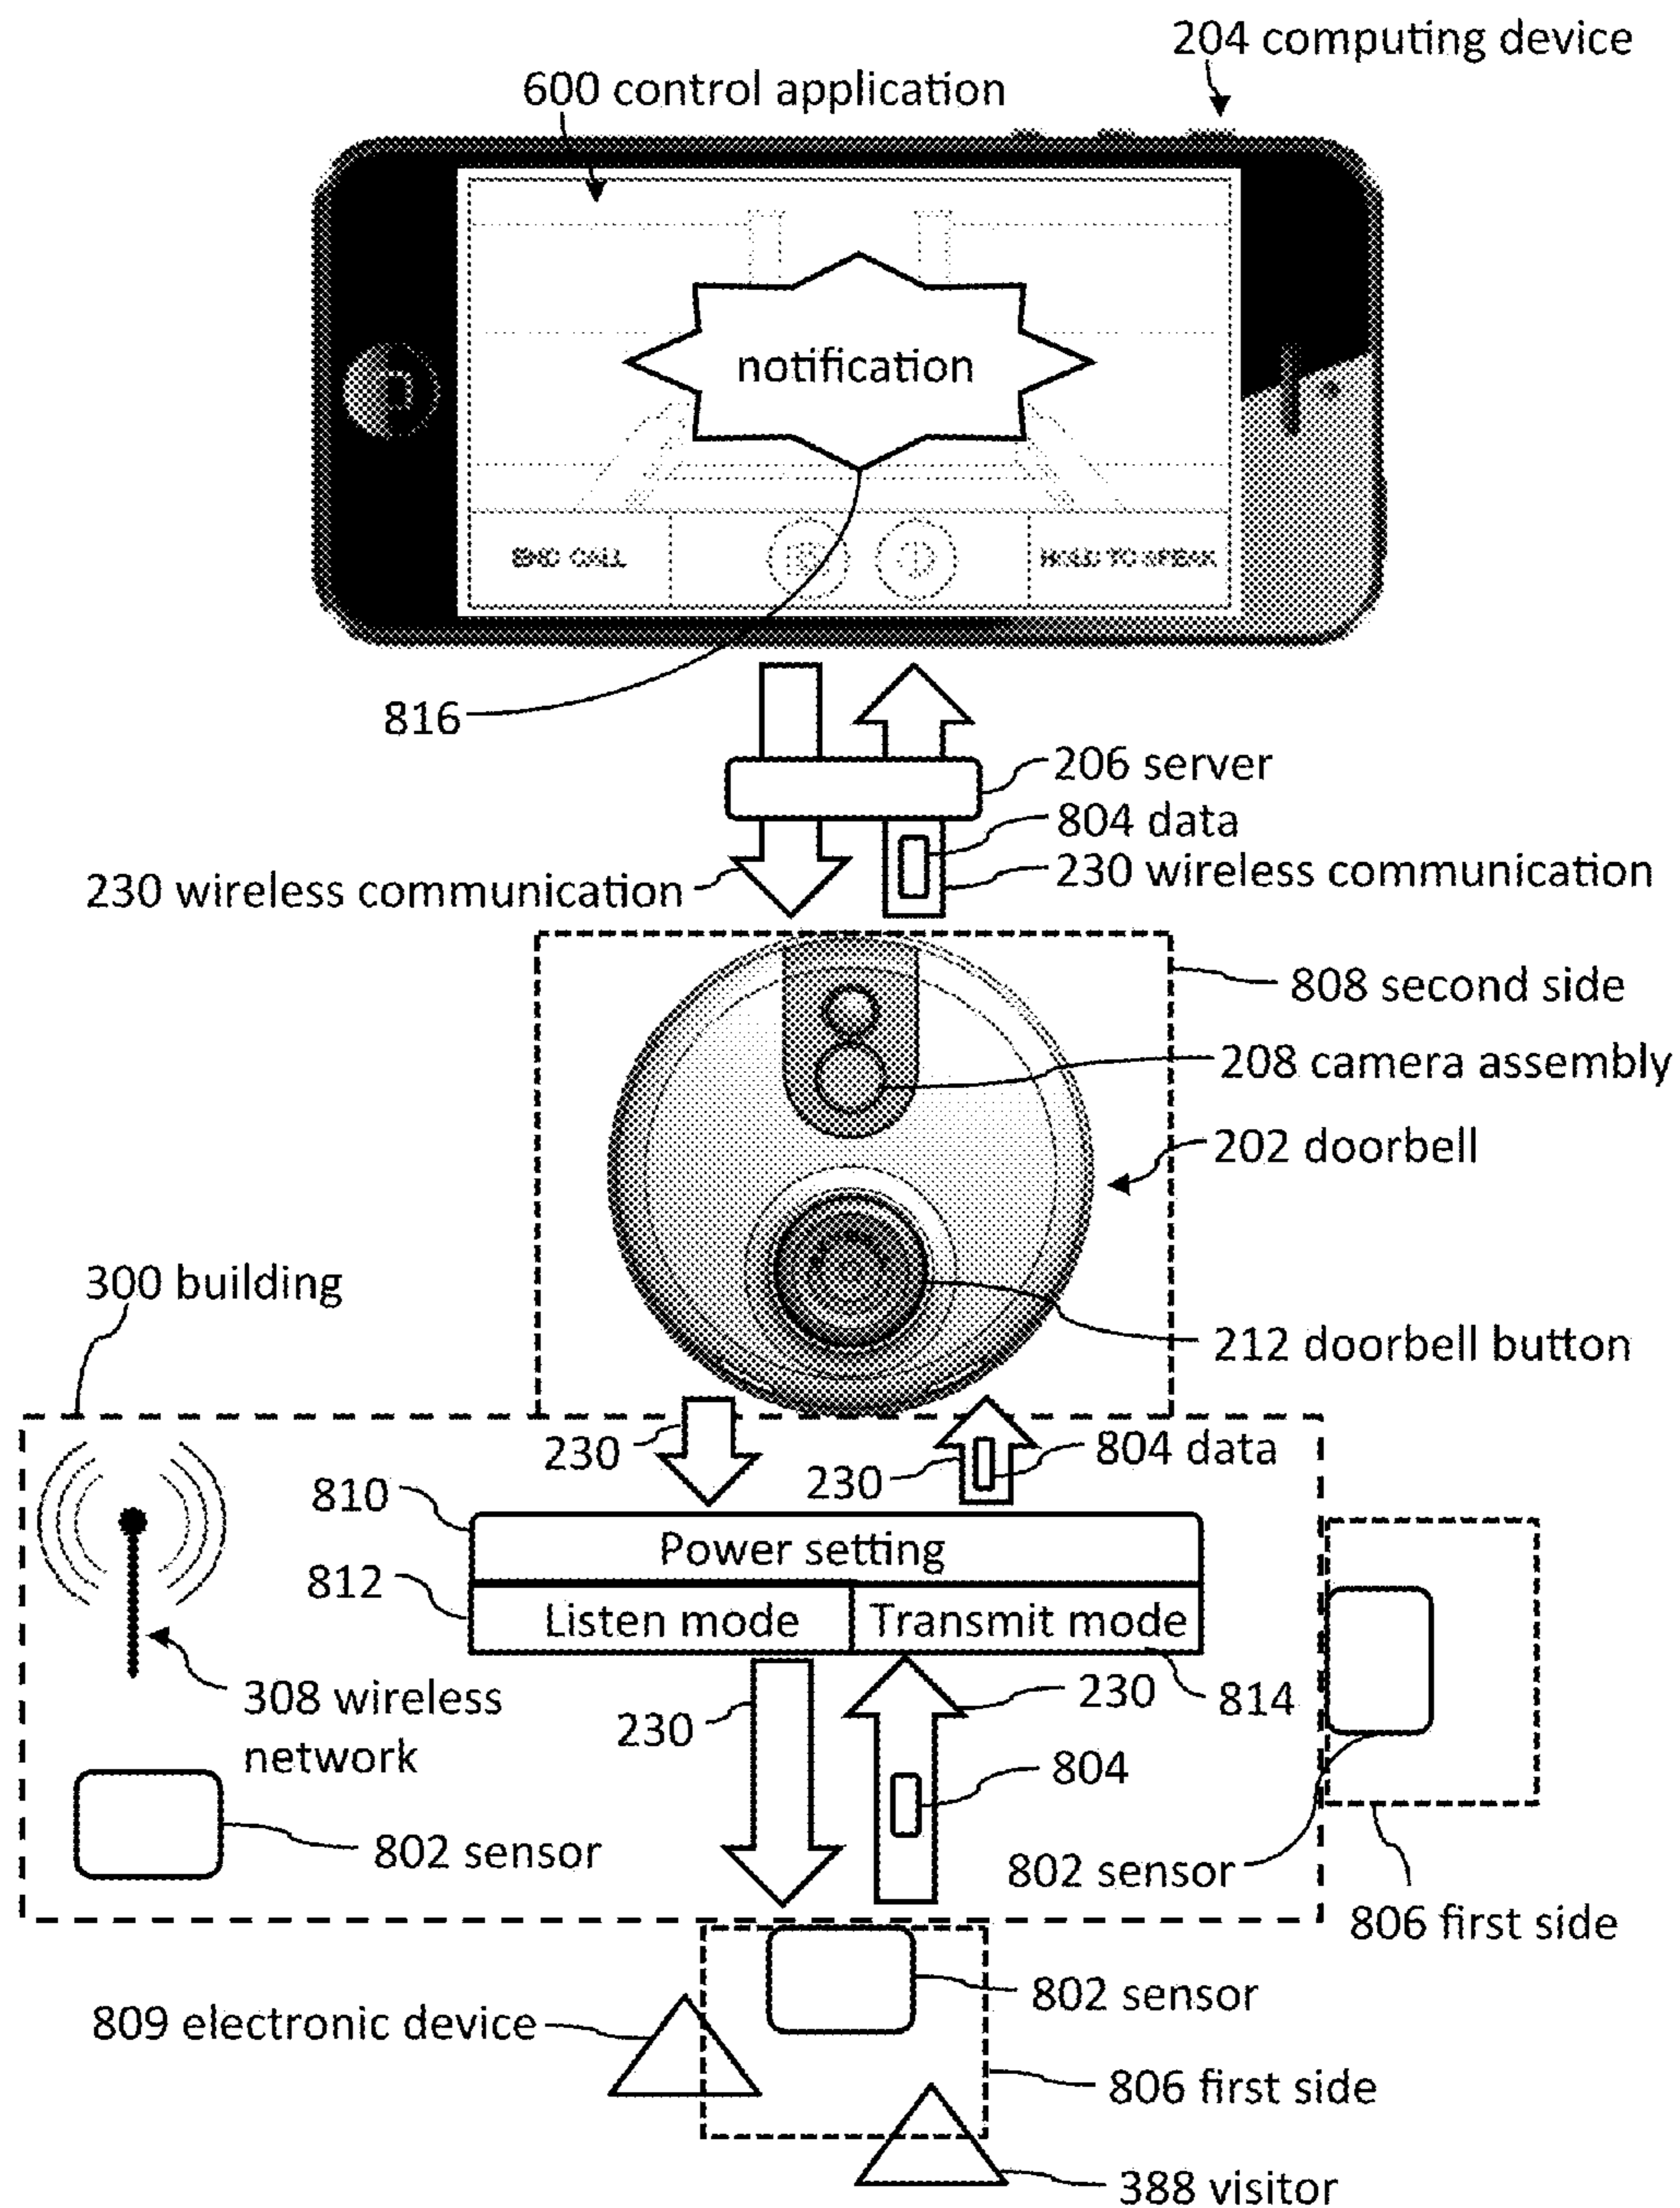 204 computing device
600 control application
notification
END CALL
HOLD TO SPEAK
816
206 server
804 data
230 wireless communication
230 wireless communication
808 second side
208 camera assembly
202 doorbell
300 building
212 doorbell button
230
804 data
230
810
Power setting
812
Listen mode
Transmit mode
308 wireless
network
230
230
814
804
802 sensor
802 sensor
806 first side
802 sensor
809 electronic device
806 first side
388 visitor